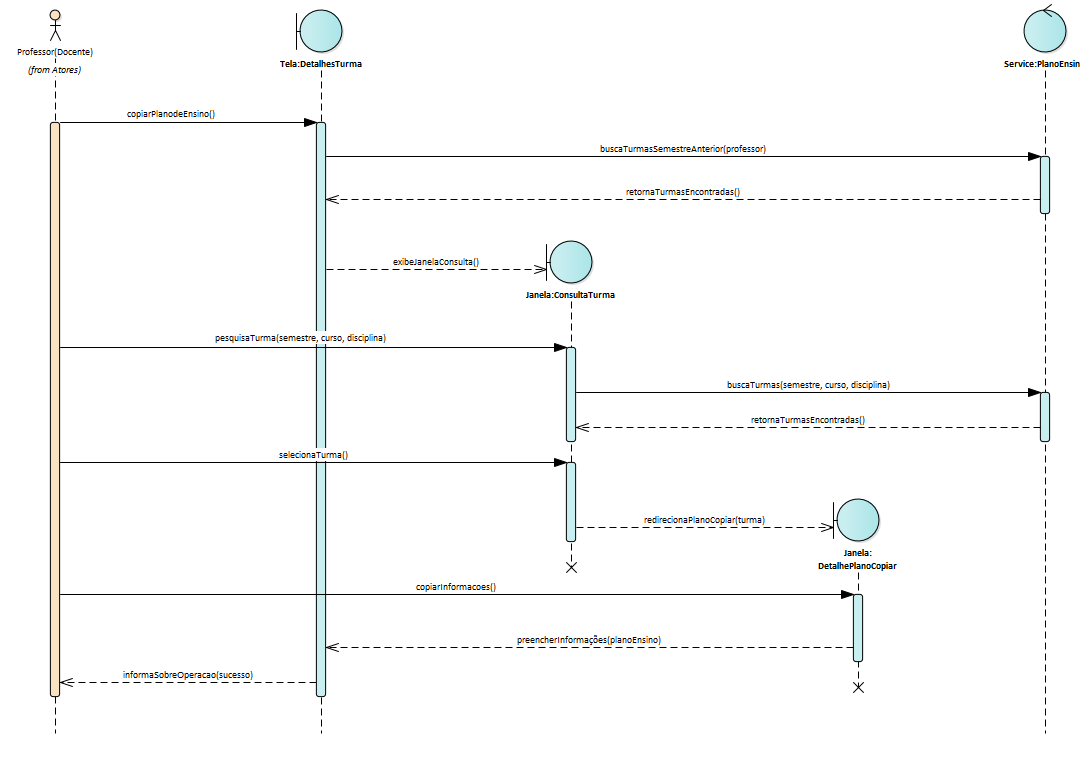 Professor(Docente)
(from Atores)
Tela:DetalhesTurma
Service:PlanoEnsin
copiarPlanodeEnsino()
buscaTurmasSemestreAnterior(professor)
retornaTurmasEncontradas()
exibeJanelaConsulta()
Janela:ConsultaTurma
pesquisaTurma(semestre, curso, disciplina)
buscaTurmas(semestre, curso, disciplina)
retornaTurmasEncontradas()
selecionaTurma()
redirecionaPlanoCopiar(turma)
Janela:
DetalhePlanoCopiar
copiarInformacoes()
preencherInformações(planoEnsino)
informaSobreOperacao(sucesso)